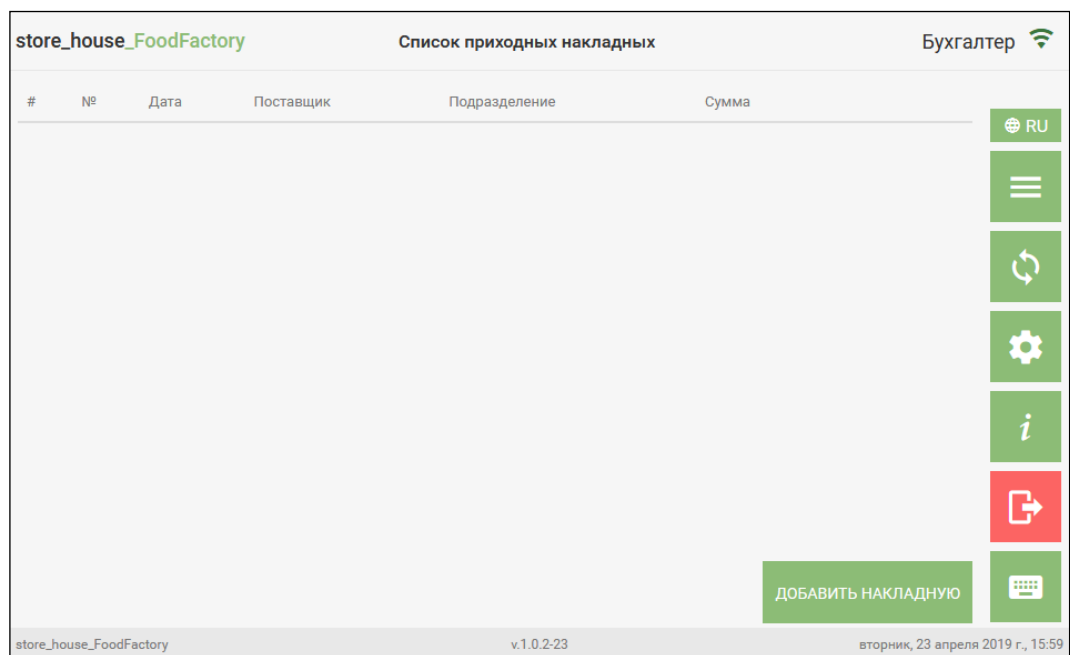 store_house_FoodFactory Список приходных накладных Бухгалтер
# № Дата Поставщик Подразделение Сумма
RU
i
ДОБАВИТЬ НАКЛАДНУЮ
store_house_FoodFactory v.1.0.2-23 вторник, 23 апреля 2019 г., 15:59